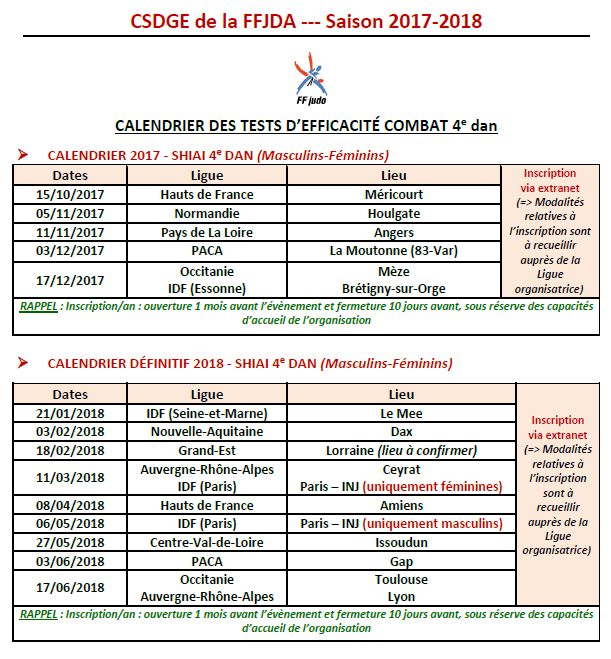 CSDGE de la FFJDA --- Saison 2017-2018
FF judo
CALENDRIER DES TESTS D'EFFICACITÉ COMBAT 4e dan
➢ CALENDRIER 2017 - SHIAI 4e DAN (Masculins-Féminins)
Dates Ligue Lieu
15/10/2017 Hauts de France Méricourt
05/11/2017 Normandie Houlgate
11/11/2017 Pays de La Loire Angers
03/12/2017 PACA La Moutonne (83-Var)
17/12/2017
Occitanie Mèze
IDF (Essonne) Brétigny-sur-Orge
Inscription
via extranet
(=> Modalités
relatives à
l'inscription sont
à recueillir
auprès de la
Ligue
organisatrice)
RAPPEL : Inscription/an : ouverture 1 mois avant l'évènement et fermeture 10 jours avant, sous réserve des capacités
d'accueil de l'organisation
➢ CALENDRIER DÉFINITIF 2018 - SHIAI 4e DAN (Masculins-Féminins)
Dates Ligue Lieu
21/01/2018 IDF (Seine-et-Marne) Le Mee
03/02/2018 Nouvelle-Aquitaine Dax
18/02/2018 Grand-Est Lorraine (lieu à confirmer)
11/03/2018
Auvergne-Rhône-Alpes Ceyrat
IDF (Paris) Paris – INJ (uniquement féminines)
08/04/2018 Hauts de France Amiens
06/05/2018 IDF (Paris) Paris – INJ (uniquement masculins)
27/05/2018 Centre-Val-de-Loire Issoudun
03/06/2018 PACA Gap
17/06/2018
Occitanie Toulouse
Auvergne-Rhône-Alpes Lyon
Inscription
via extranet
(=> Modalités
relatives à
l'inscription
sont à
recueillir
auprès de la
Ligue
organisatrice)
RAPPEL : Inscription/an : ouverture 1 mois avant l'évènement et fermeture 10 jours avant, sous réserve des capacités
d'accueil de l'organisation